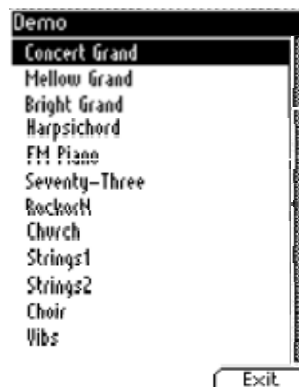 Demo
Concert Grand
Mellow Grand
Bright Grand
Harpsichord
FM Piano
Seventy-Three
RockorN
Church
Strings1
Strings2
Choir
Vibs
Exit